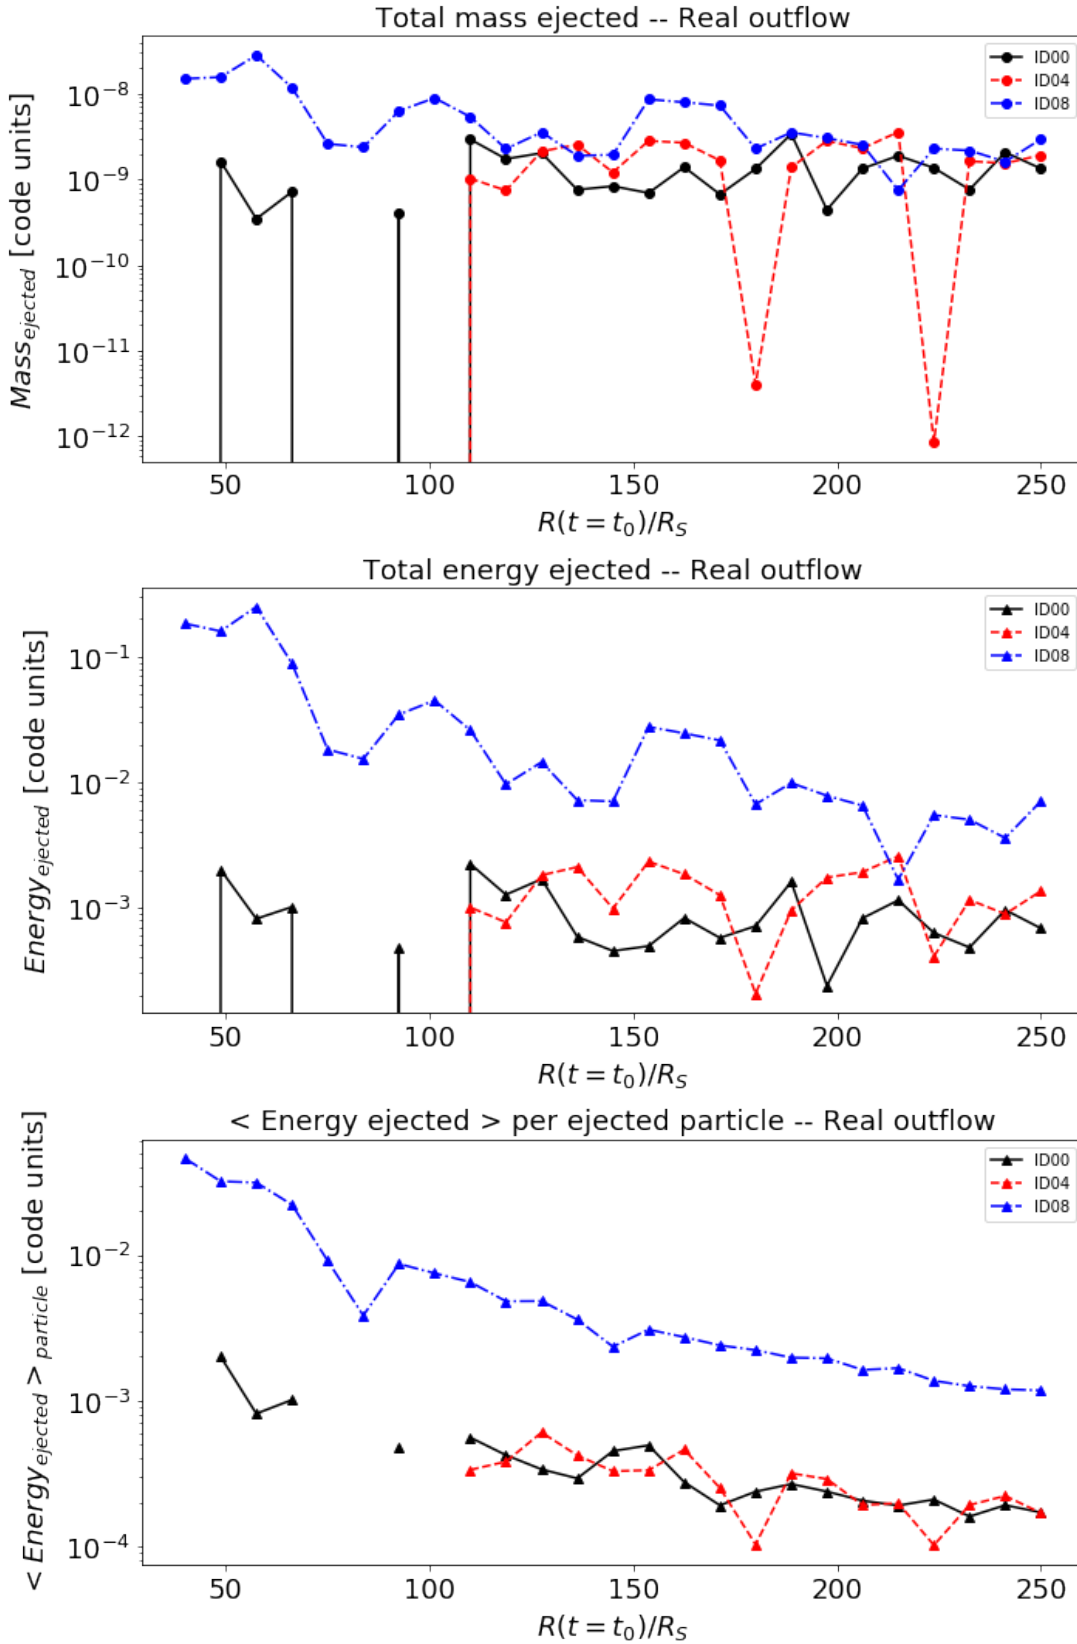 Total mass ejected -- Real outflow
Mass_ejected [code units]
10^-8
10^-9
10^-10
10^-11
10^-12
ID00
ID04
ID08
50 100 150 200 250
R(t = t_0)/R_S
Total energy ejected -- Real outflow
Energy_ejected [code units]
10^-1
10^-2
10^-3
ID00
ID04
ID08
50 100 150 200 250
R(t = t_0)/R_S
< Energy ejected > per ejected particle -- Real outflow
< Energy_ejected >_particle [code units]
10^-2
10^-3
10^-4
ID00
ID04
ID08
50 100 150 200 250
R(t = t_0)/R_S